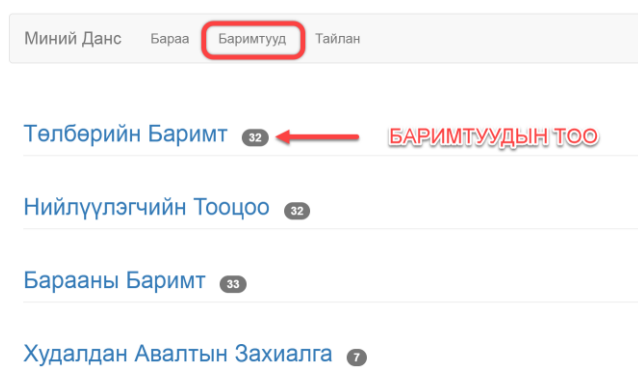 Миний Данс Бараа Баримтууд Тайлан
Төлбөрийн Баримт 32 БАРИМТУУДЫН ТОО
Нийлүүлэгчийн Тооцоо 32
Барааны Баримт 33
Худалдан Авалтын Захиалга 7